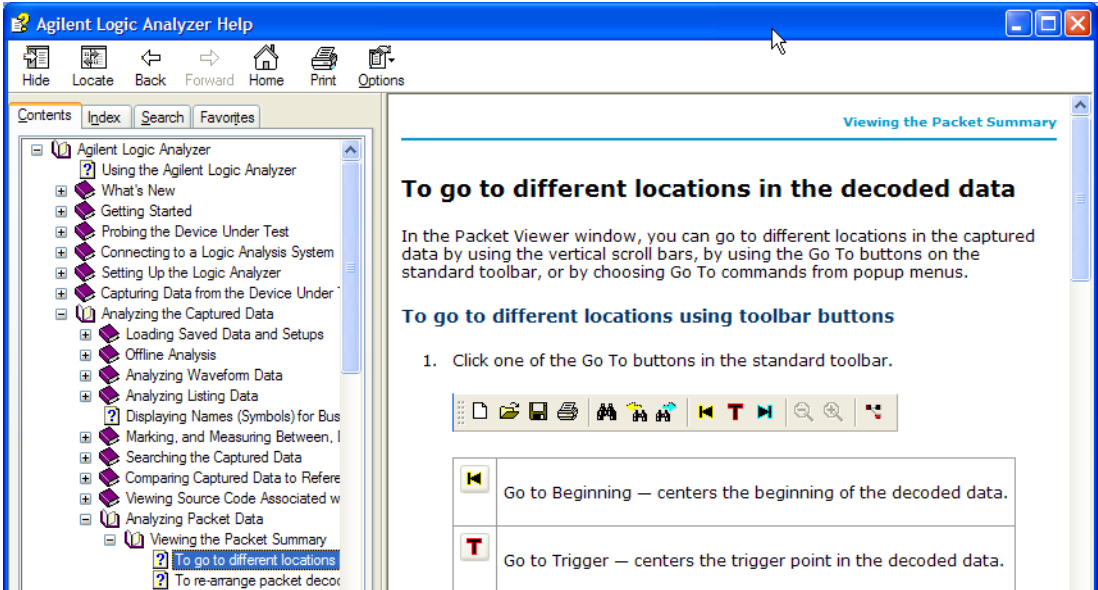 Agilent Logic Analyzer Help
Hide Locate Back Forward Home Print Options
Contents Index Search Favorites
Agilent Logic Analyzer
Using the Agilent Logic Analyzer
What's New
Getting Started
Probing the Device Under Test
Connecting to a Logic Analysis System
Setting Up the Logic Analyzer
Capturing Data from the Device Under
Analyzing the Captured Data
Loading Saved Data and Setups
Offline Analysis
Analyzing Waveform Data
Analyzing Listing Data
Displaying Names (Symbols) for Bus
Marking, and Measuring Between,
Searching the Captured Data
Comparing Captured Data to Refere
Viewing Source Code Associated w
Analyzing Packet Data
Viewing the Packet Summary
To go to different locations
To re-arrange packet deco
Viewing the Packet Summary
To go to different locations in the decoded data
In the Packet Viewer window, you can go to different locations in the captured
data by using the vertical scroll bars, by using the Go To buttons on the
standard toolbar, or by choosing Go To commands from popup menus.
To go to different locations using toolbar buttons
1. Click one of the Go To buttons in the standard toolbar.
T
Go to Beginning — centers the beginning of the decoded data.
T
Go to Trigger — centers the trigger point in the decoded data.